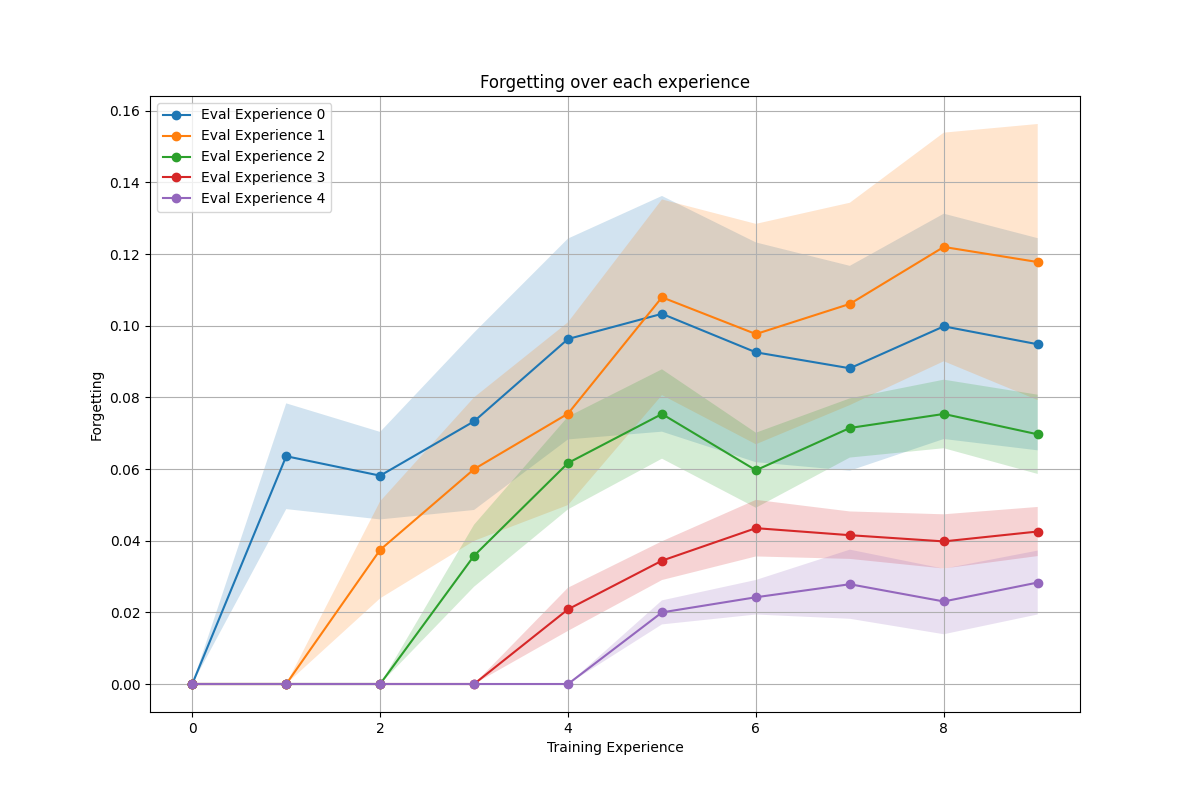 Forgetting over each experience
Eval Experience 0
Eval Experience 1
Eval Experience 2
Eval Experience 3
Eval Experience 4
0.16
0.14
0.12
0.10
0.08
0.06
0.04
0.02
0.00
Forgetting
0 2 4 6 8
Training Experience